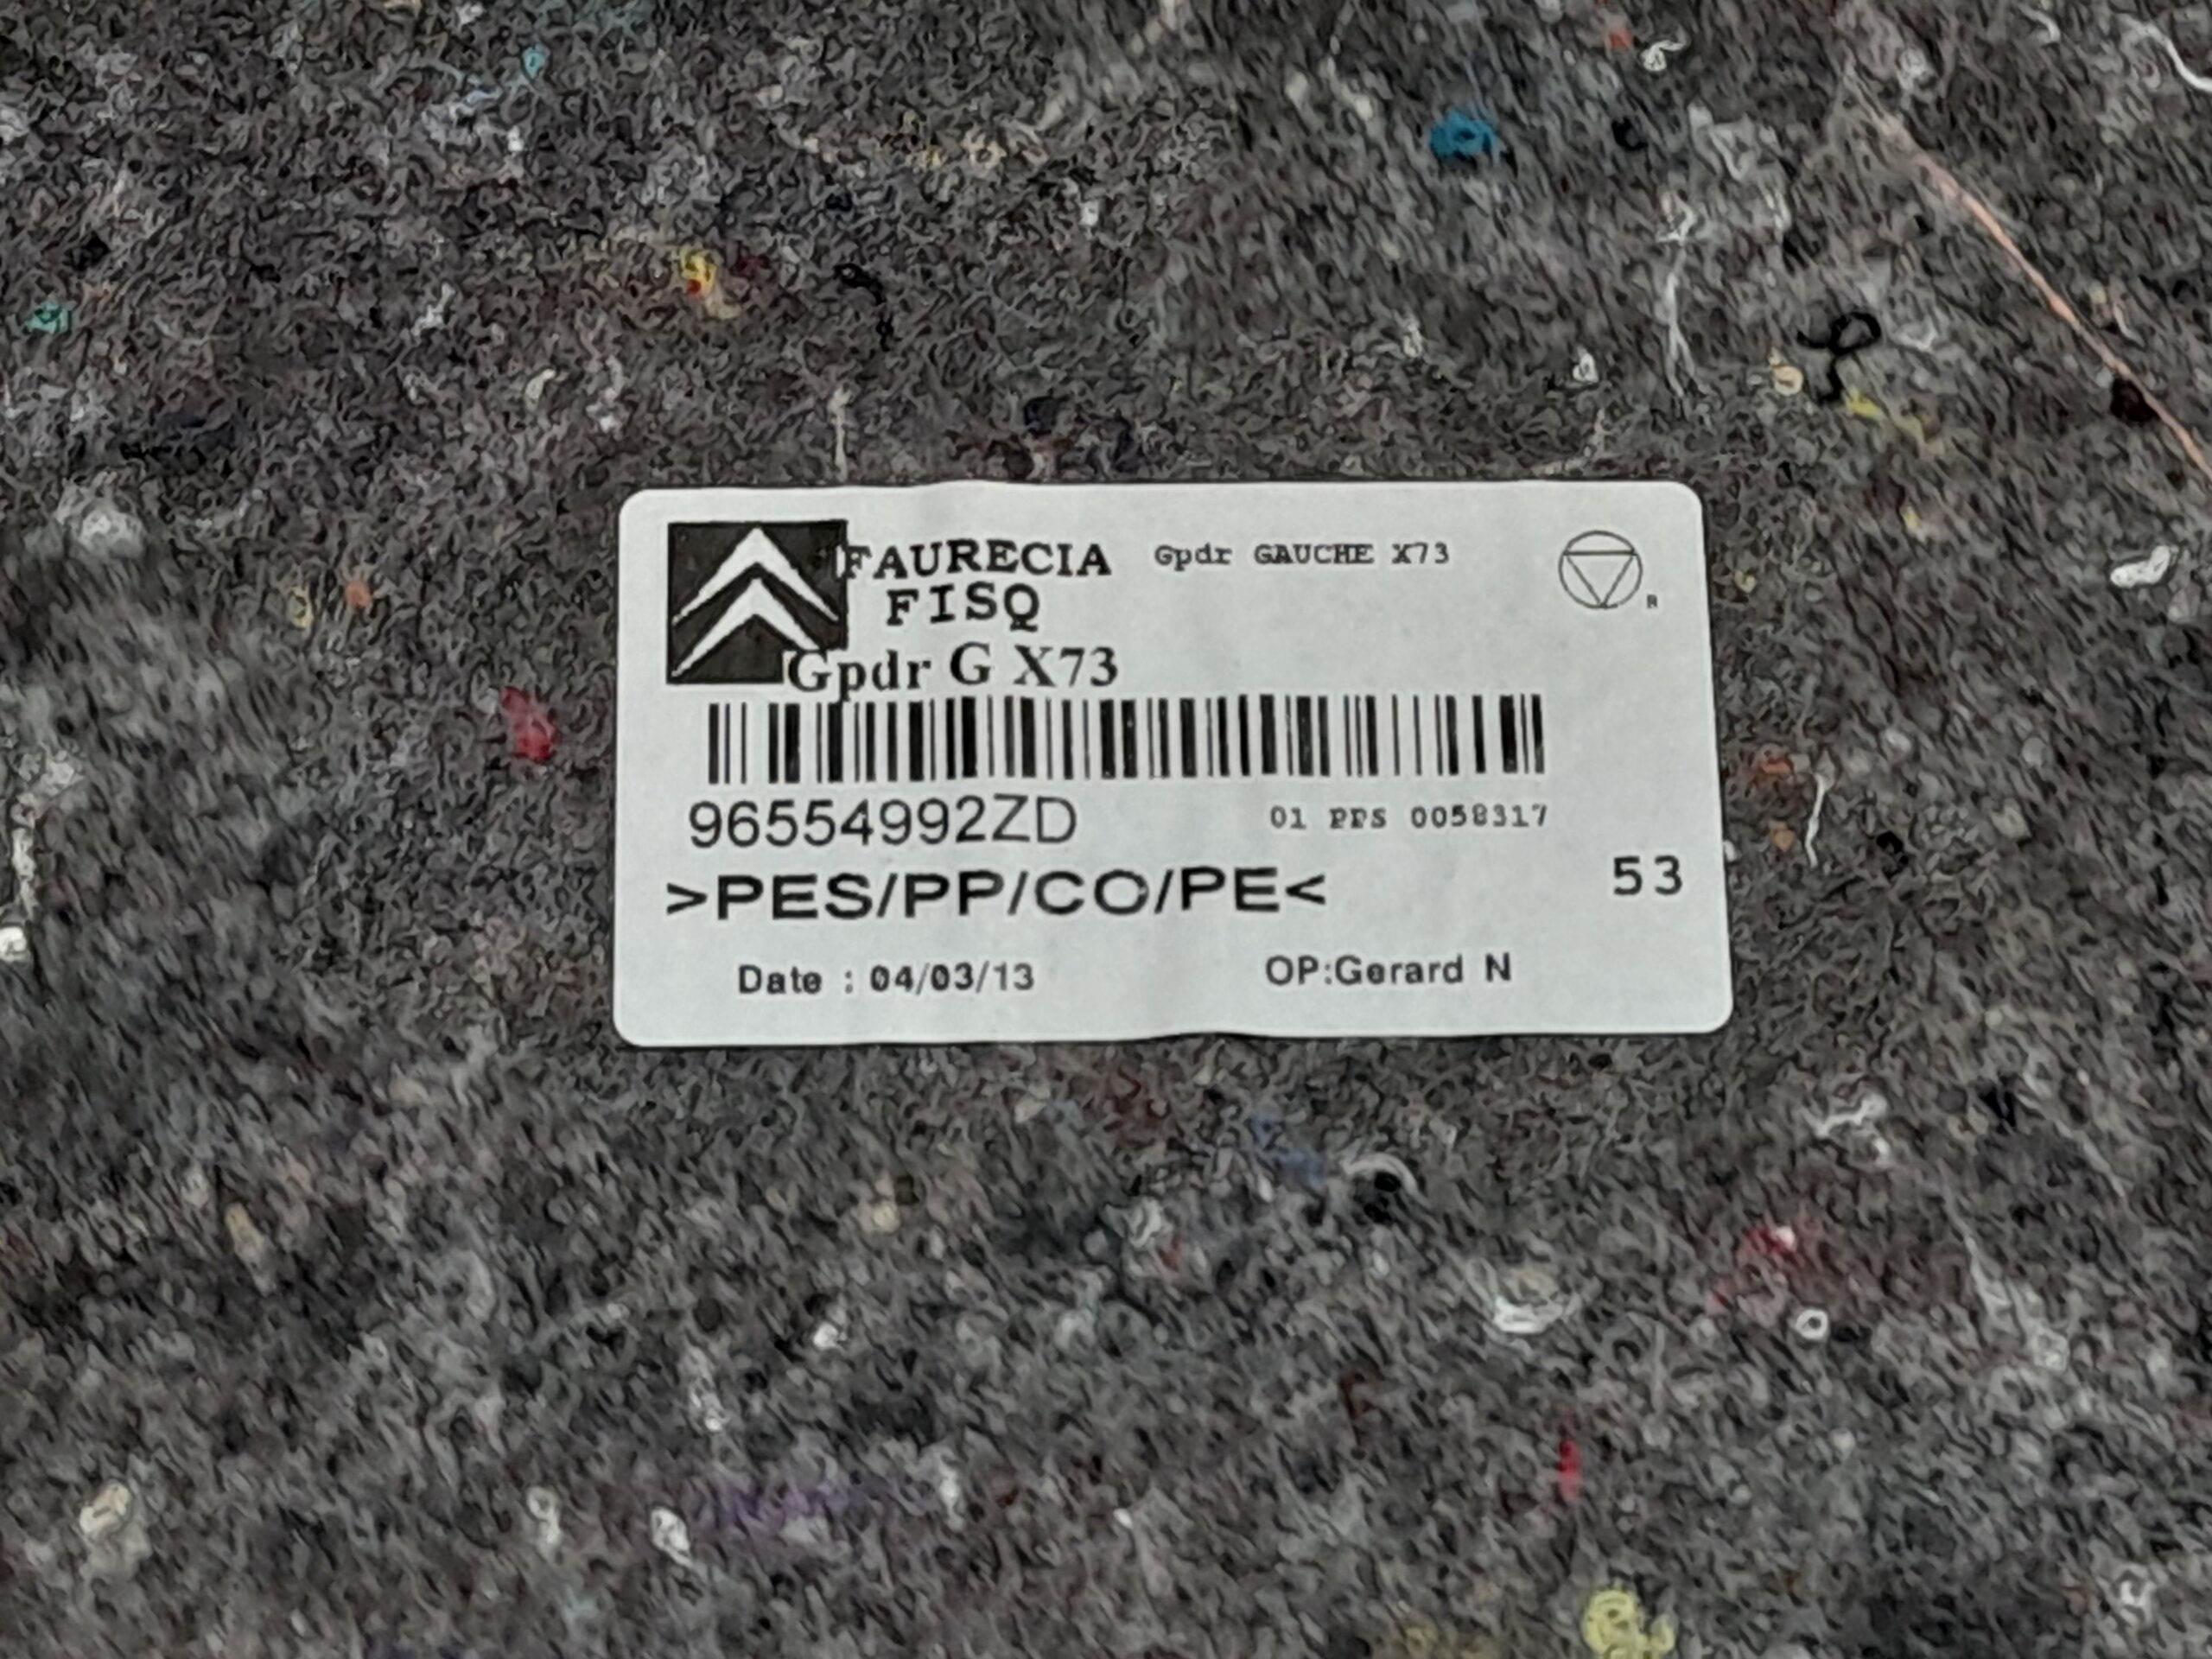 FAURECIA Gpdr GAUCHE X73
FISQ
R
Gpdr G X73
96554992ZD 01 PPS 0058317
>PES/PP/CO/PE< 53
Date : 04/03/13 OP:Gerard N